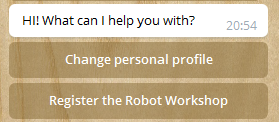 HI! What can I help you with?
20:54
Change personal profile
Register the Robot Workshop